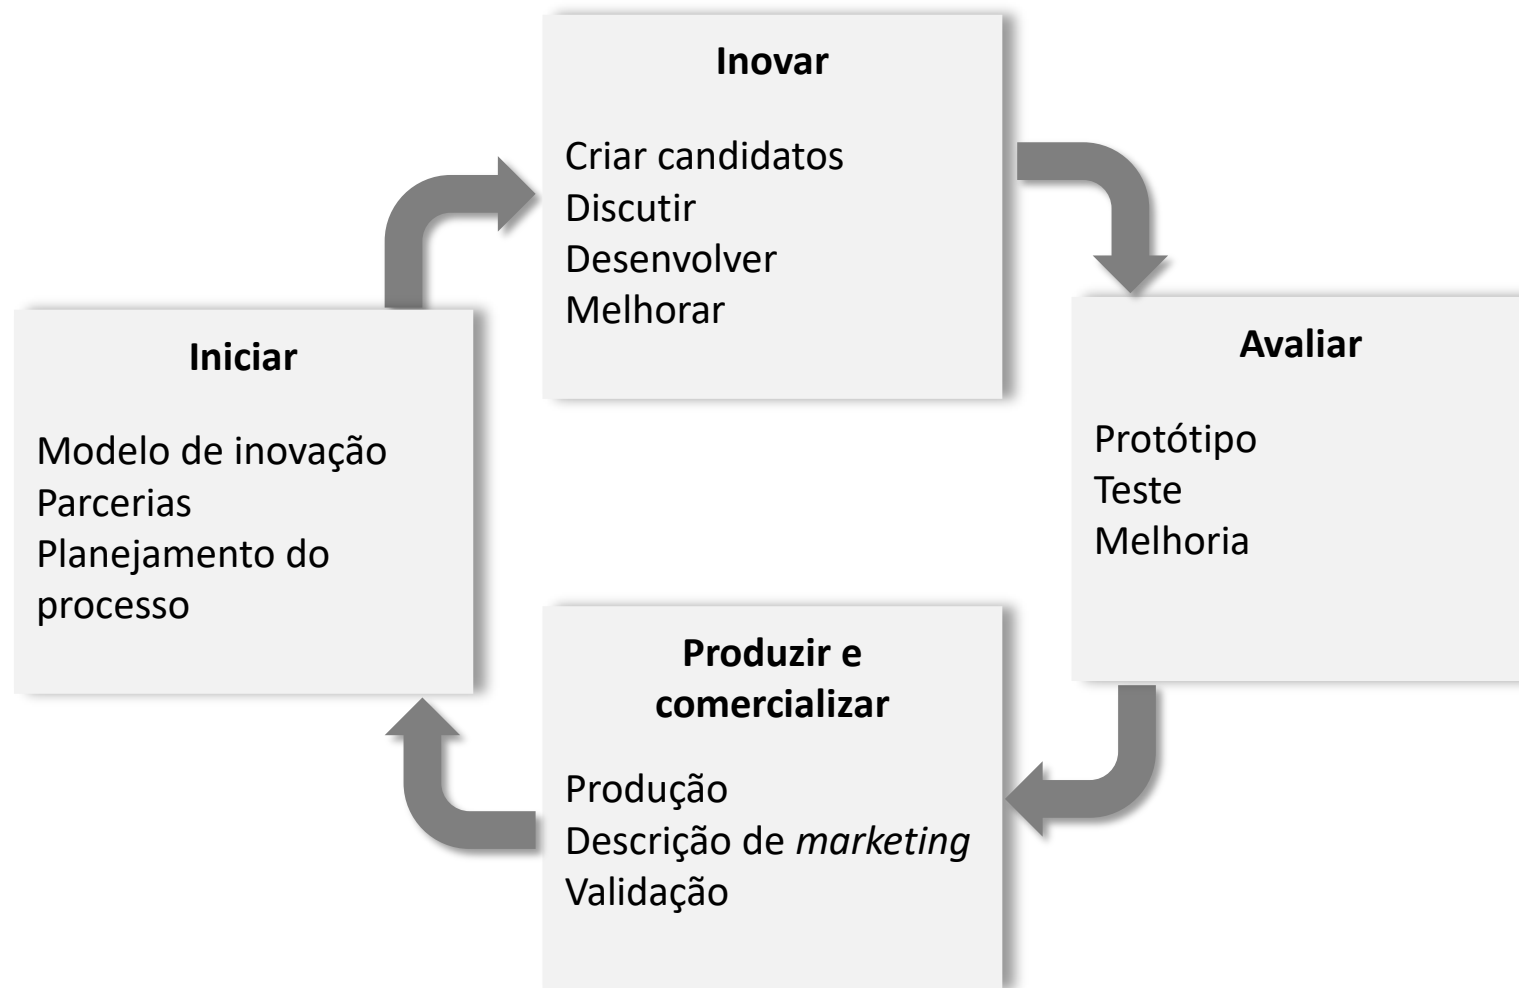 Inovar
Criar candidatos
Discutir
Desenvolver
Melhorar
Avaliar
Protótipo
Teste
Melhoria
Produzir e
comercializar
Produção
Descrição de marketing
Validação
Iniciar
Modelo de inovação
Parcerias
Planejamento do
processo